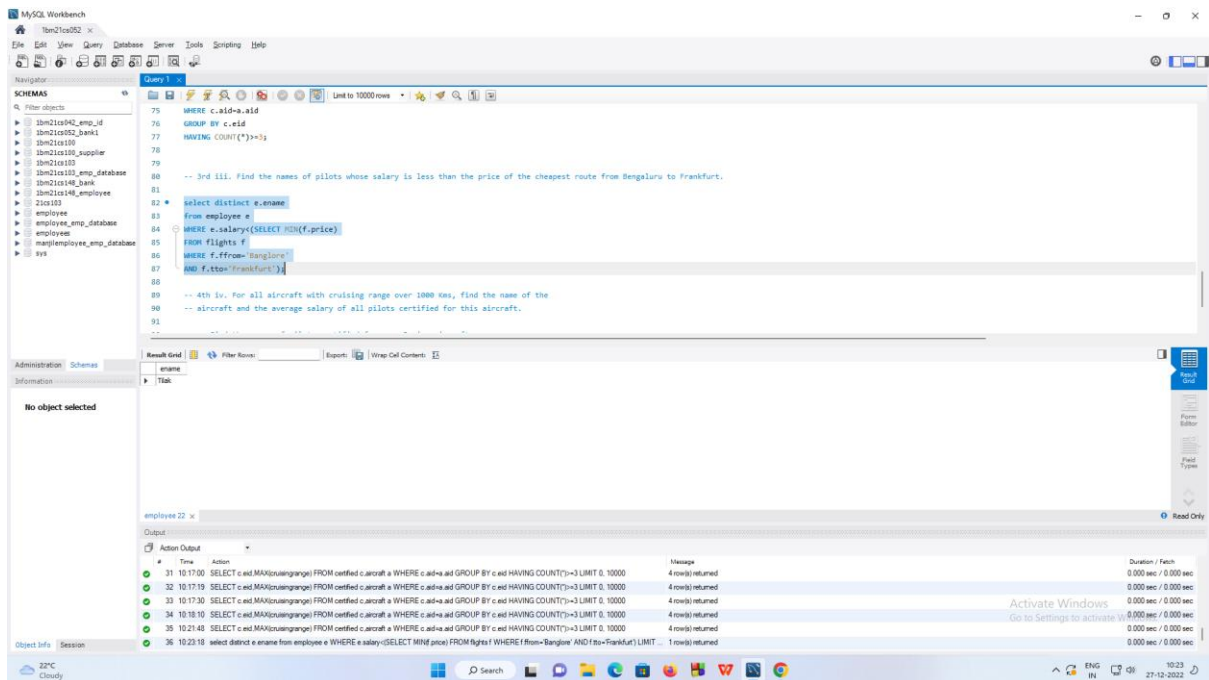 MySQL Workbench
1bm21cs052 ×
File Edit View Query Database Server Tools Scripting Help
Navigator
Query 1 ×
SCHEMAS
Filter objects
1bm21cs042_emp_id
1bm21cs052_bank1
1bm21cs100
1bm21cs100_supplier
1bm21cs103
1bm21cs103_emp_database
1bm21cs148_bank
1bm21cs148_employee
21cs103
employee
employee_emp_database
employees
manjilemployee_emp_database
sys
Limit to 10000 rows
75 WHERE c.aid=a.aid
76 GROUP BY c.eid
77 HAVING COUNT(*)>=3;
78
79
80 -- 3rd iii. Find the names of pilots whose salary is less than the price of the cheapest route from Bengaluru to Frankfurt.
81
82 select distinct e.ename
83 from employee e
84 WHERE e.salary<(SELECT MIN(f.price)
85 FROM flights f
86 WHERE f.ffrom='Banglore'
87 AND f.tto='Frankfurt');
88
89 -- 4th iv. For all aircraft with cruising range over 1000 Kms, find the name of the
90 -- aircraft and the average salary of all pilots certified for this aircraft.
91
Administration Schemas
Information
No object selected
Result Grid Filter Rows: Export: Wrap Cell Content:
ename
Tilak
Result Grid
Form Editor
Field Types
employee 22 ×
Read Only
Output
Action Output
# Time Action Message Duration / Fetch
31 10:17:00 SELECT c.eid,MAX(cruisingrange) FROM certified c,aircraft a WHERE c.aid=a.aid GROUP BY c.eid HAVING COUNT(*)>=3 LIMIT 0, 10000 4 row(s) returned 0.000 sec / 0.000 sec
32 10:17:19 SELECT c.eid,MAX(cruisingrange) FROM certified c,aircraft a WHERE c.aid=a.aid GROUP BY c.eid HAVING COUNT(*)>=3 LIMIT 0, 10000 4 row(s) returned 0.000 sec / 0.000 sec
33 10:17:30 SELECT c.eid,MAX(cruisingrange) FROM certified c,aircraft a WHERE c.aid=a.aid GROUP BY c.eid HAVING COUNT(*)>=3 LIMIT 0, 10000 4 row(s) returned 0.000 sec / 0.000 sec
34 10:18:10 SELECT c.eid,MAX(cruisingrange) FROM certified c,aircraft a WHERE c.aid=a.aid GROUP BY c.eid HAVING COUNT(*)>=3 LIMIT 0, 10000 4 row(s) returned 0.000 sec / 0.000 sec
35 10:21:48 SELECT c.eid,MAX(cruisingrange) FROM certified c,aircraft a WHERE c.aid=a.aid GROUP BY c.eid HAVING COUNT(*)>=3 LIMIT 0, 10000 4 row(s) returned 0.000 sec / 0.000 sec
36 10:23:18 select distinct e.ename from employee e WHERE e.salary<(SELECT MIN(f.price) FROM flights f WHERE f.ffrom='Banglore' AND f.tto='Frankfurt') LIMIT ... 1 row(s) returned 0.000 sec / 0.000 sec
Activate Windows
Go to Settings to activate
Object Info Session
22°C
Cloudy
Search
ENG
IN
10:23
27-12-2022